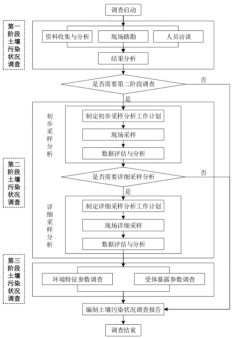 调查启动
第一阶段土壤污染状况调查
资料收集与分析
现场踏勘
人员访谈
结果分析
是否需要第二阶段调查
否
是
初步采样分析
制定初步采样分析工作计划
现场采样
数据评估与分析
第二阶段土壤污染状况调查
是否需要详细采样分析
否
是
详细采样分析
制定详细采样分析工作计划
现场详细采样
数据评估与分析
第三阶段土壤污染状况调查
环境特征参数调查
受体暴露参数调查
编制土壤污染状况调查报告
调查结束